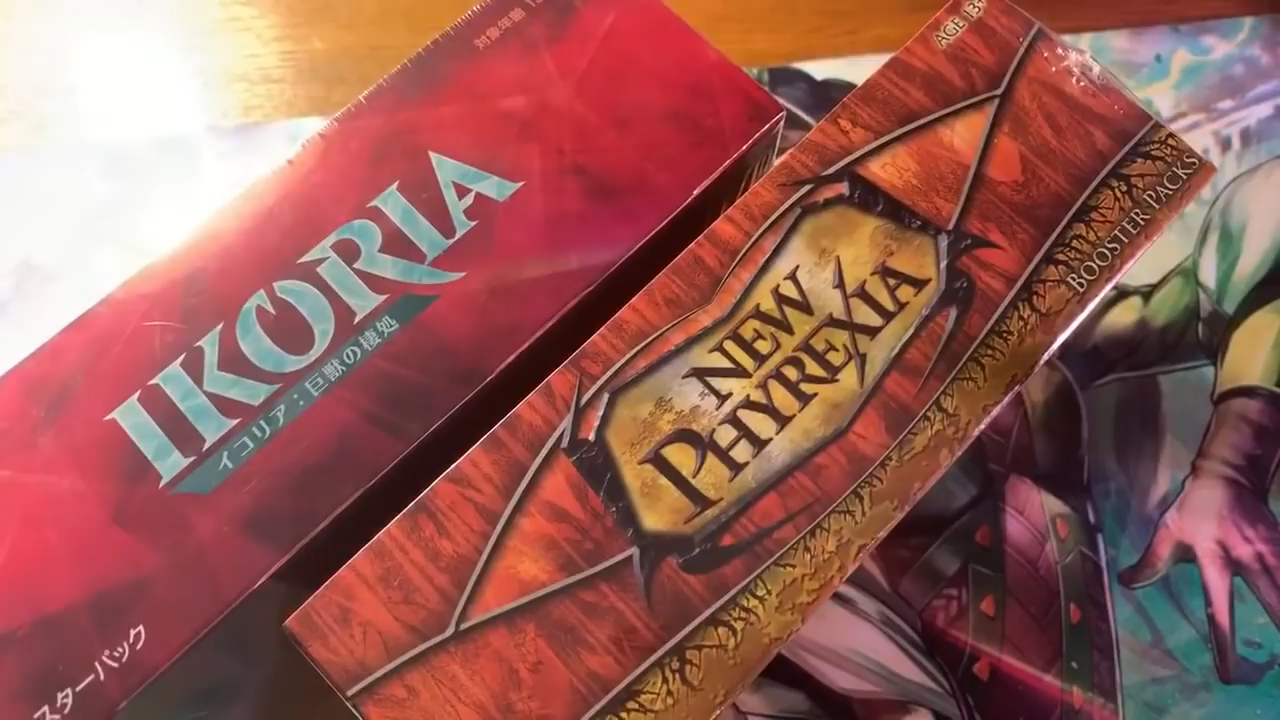 対象年齢 13
IKORIA
イコリア：巨獣の棲処
スターパック
AGE 13+
NEW
PHYREXIA
BOOSTER PACKS